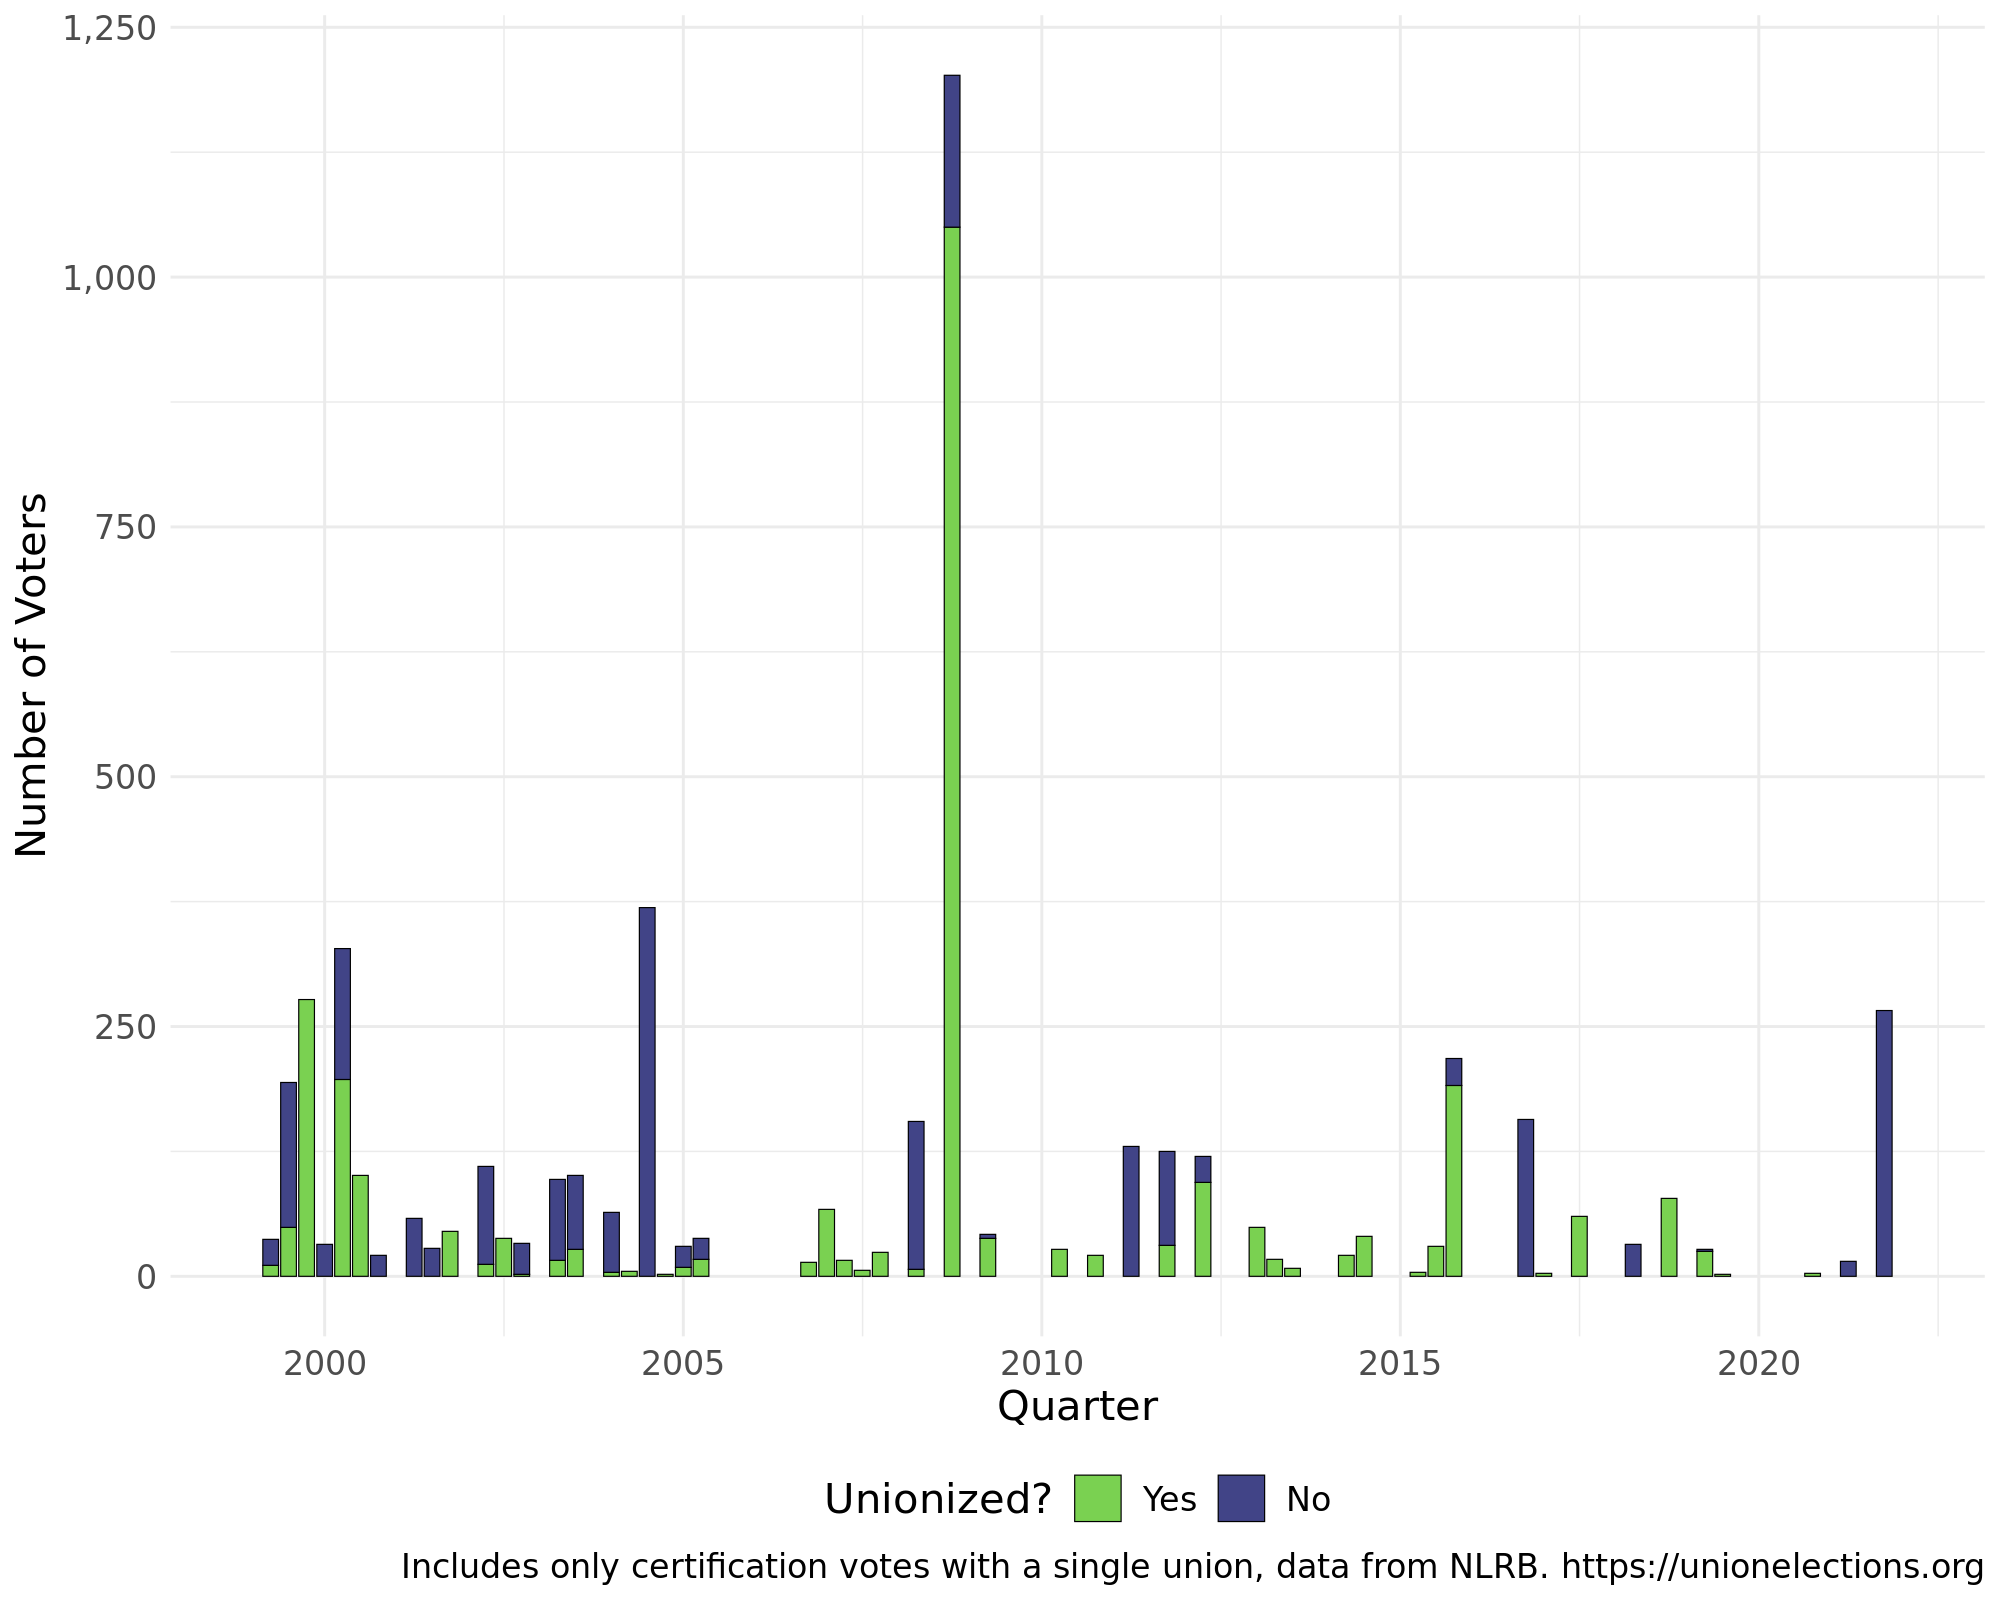 1,250
1,000
750
500
250
0
Number of Voters
2000 2005 2010 2015 2020
Quarter
Unionized? Yes No
Includes only certification votes with a single union, data from NLRB. https://unionelections.org